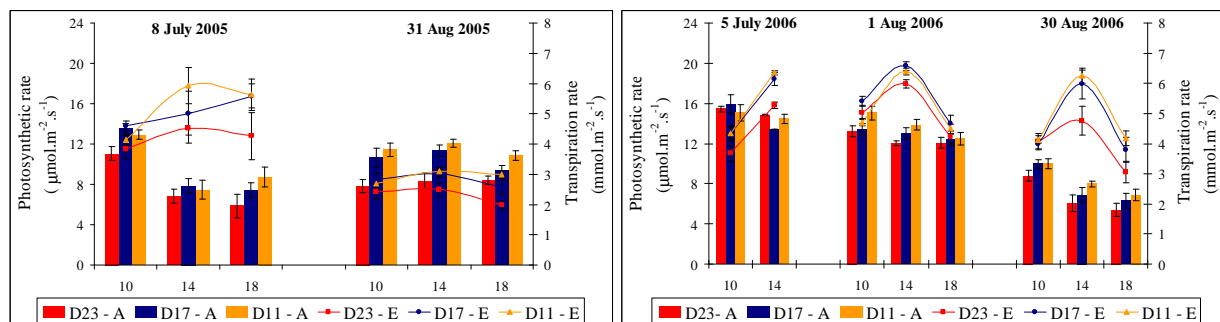 8 July 2005
31 Aug 2005
Photosynthetic rate
( µmol.m⁻².s⁻¹)
24
20
16
12
8
4
0
Transpiration rate
(mmol.m⁻².s⁻¹)
8
7
6
5
4
3
2
1
0
10 14 18 10 14 18
D23 - A D17 - A D11 - A D23 - E D17 - E D11 - E
5 July 2006
1 Aug 2006
30 Aug 2006
Photosynthetic rate
(µmol.m⁻².s⁻¹)
24
20
16
12
8
4
0
Transpiration rate
(mmol.m⁻².s⁻¹)
8
7
6
5
4
3
2
1
0
10 14 10 14 18 10 14 18
D23- A D17 - A D11 - A D23 - E D17 - E D11 - E